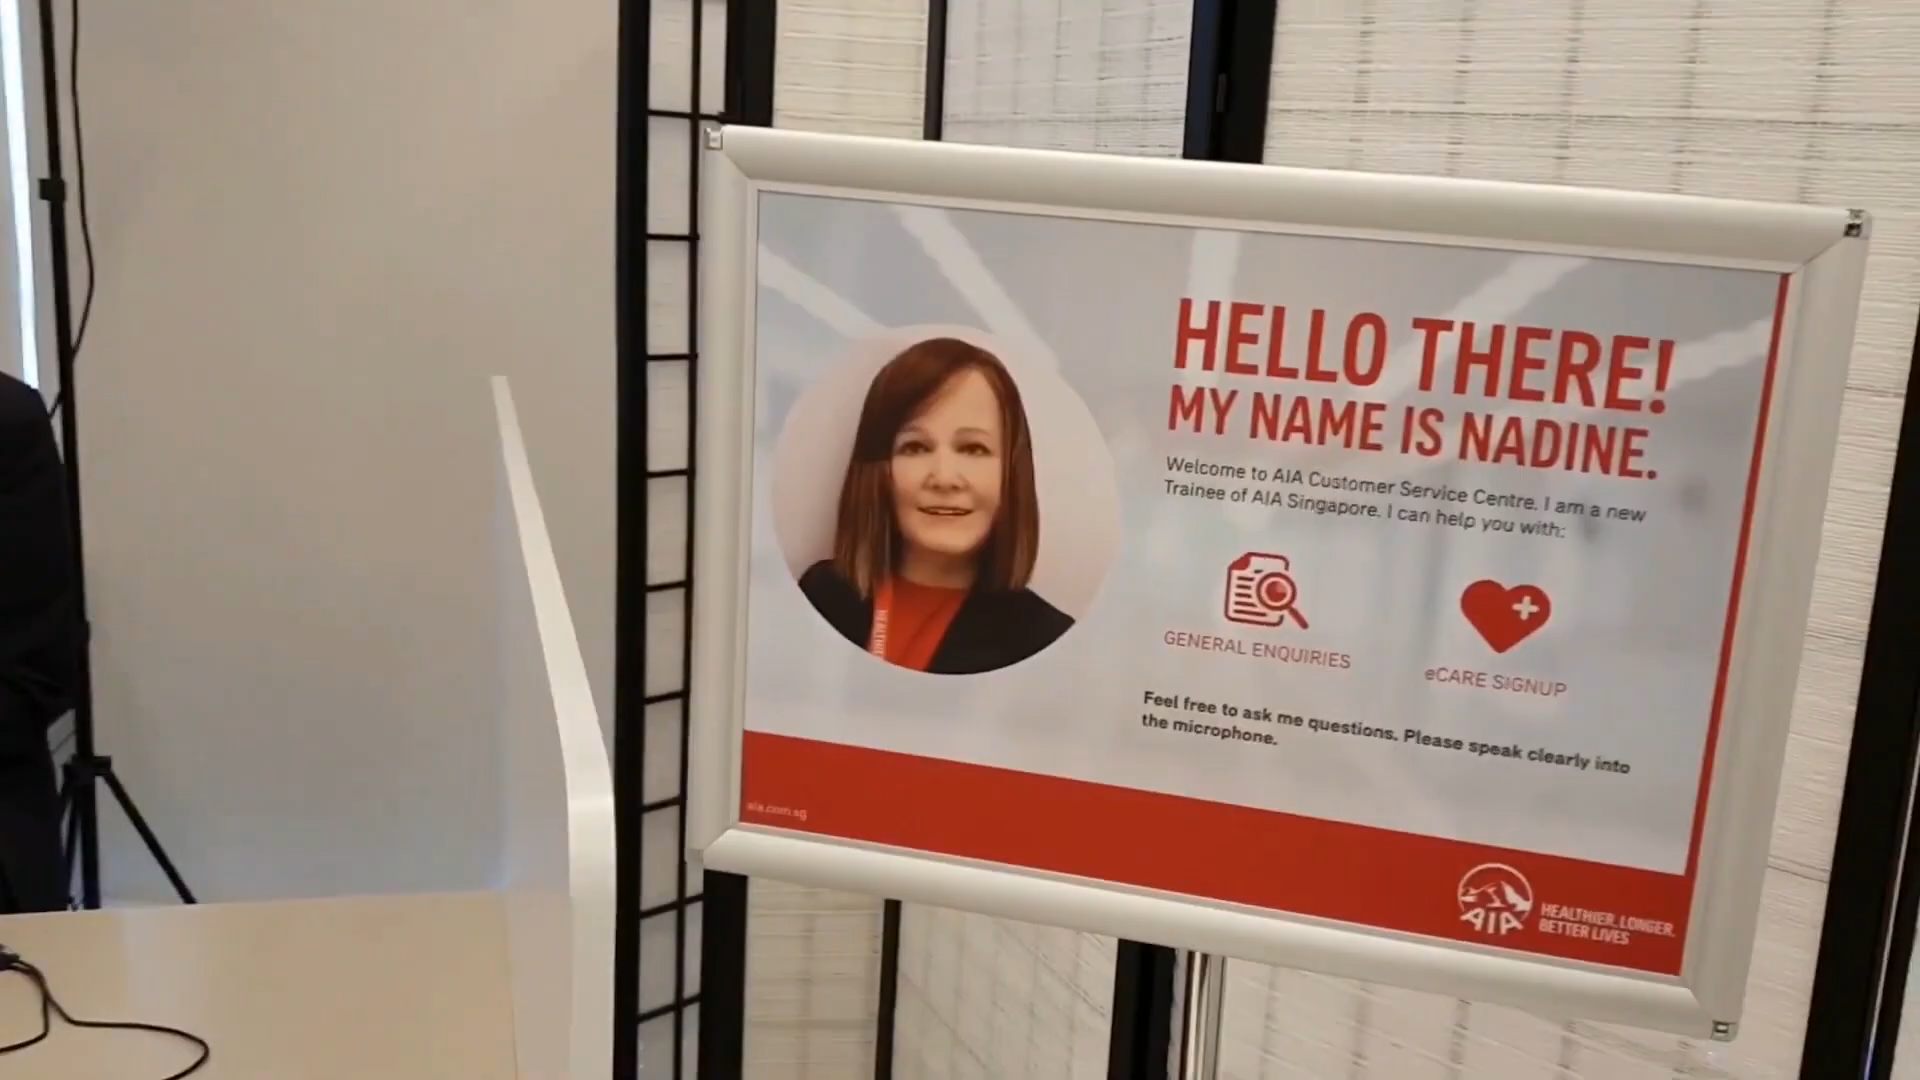 HELLO THERE!
MY NAME IS NADINE.
Welcome to AIA Customer Service Centre. I am a new
Trainee of AIA Singapore. I can help you with:
GENERAL ENQUIRIES
eCARE SIGNUP
Feel free to ask me questions. Please speak clearly into
the microphone.
aia.com.sg
AIA
HEALTHIER, LONGER,
BETTER LIVES